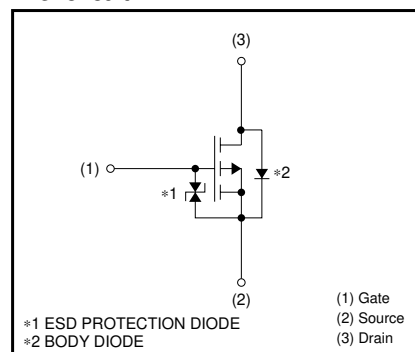 (3)
(1)
∗1
∗2
(2)
∗1 ESD PROTECTION DIODE
∗2 BODY DIODE
(1) Gate
(2) Source
(3) Drain